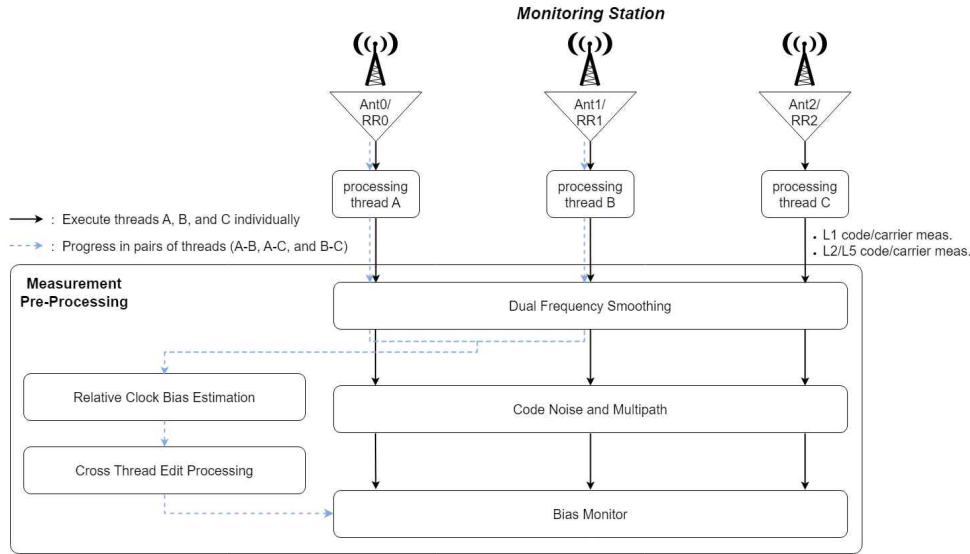 Monitoring Station
Ant0/
RR0
Ant1/
RR1
Ant2/
RR2
processing
thread A
processing
thread B
processing
thread C
: Execute threads A, B, and C individually
: Progress in pairs of threads (A-B, A-C, and B-C)
• L1 code/carrier meas.
• L2/L5 code/carrier meas.
Measurement
Pre-Processing
Dual Frequency Smoothing
Relative Clock Bias Estimation
Code Noise and Multipath
Cross Thread Edit Processing
Bias Monitor